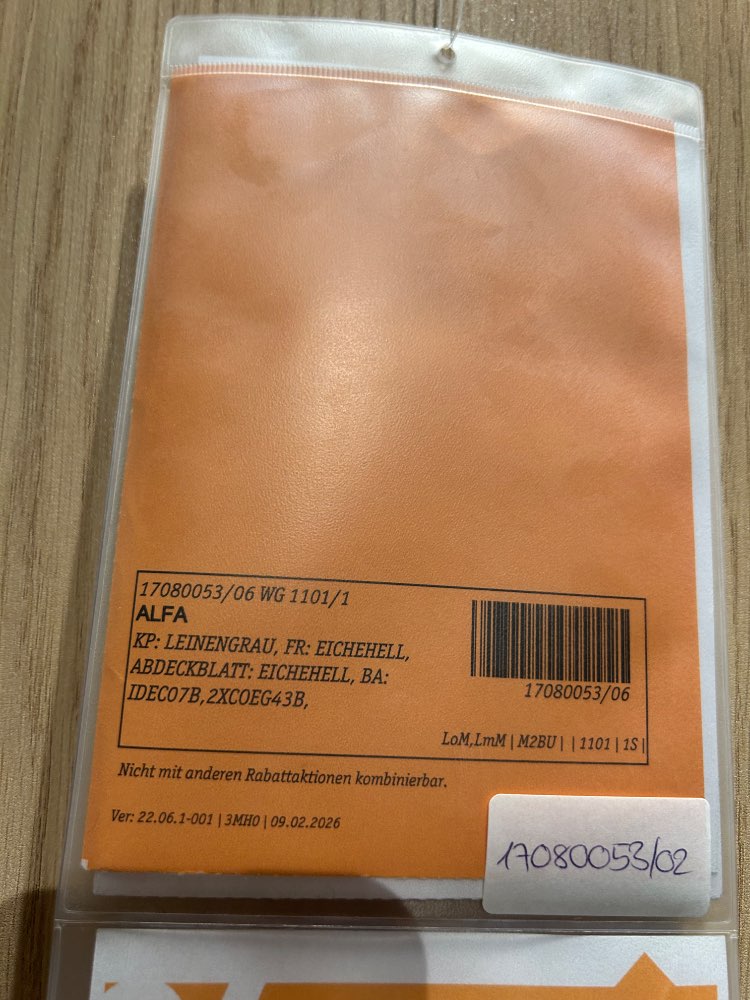 17080053/06 WG 1101/1
ALFA
KP: LEINENGRAU, FR: EICHEHELL,
ABDECKBLATT: EICHEHELL, BA:
IDEC07B,2XCOEG43B,
17080053/06
LoM,LmM | M2BU | | 1101 | 1S |
Nicht mit anderen Rabattaktionen kombinierbar.
Ver: 22.06.1-001 | 3MH0 | 09.02.2026
17080053/02